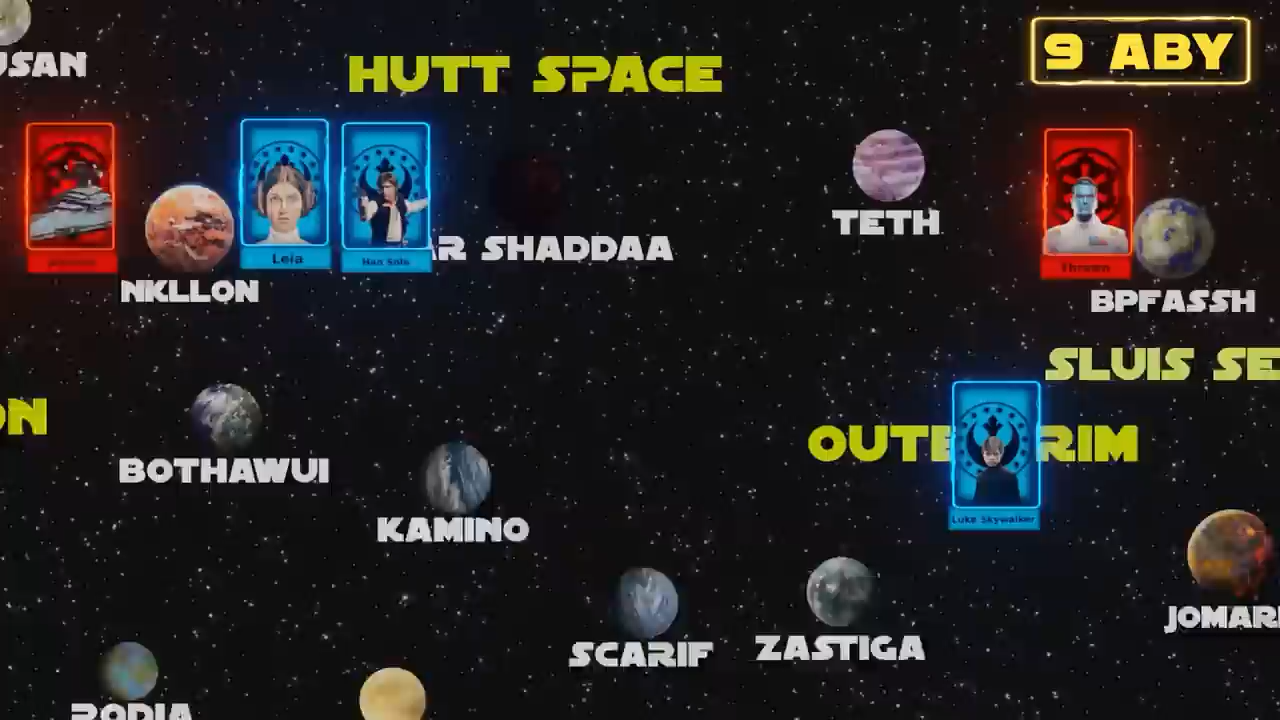 9 ABY
USAN
HUTT SPACE
TETH
Leia
Han Solo
AR SHADDAA
Thrawn
NKLLON
BPFASSH
SLUIS SE
ON
OUTE RIM
BOTHAWUI
KAMINO
Luke Skywalker
JOMAR
SCARIF
ZASTIGA
RODIA